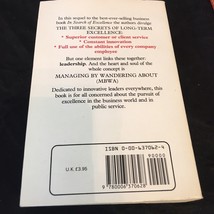 In this sequel to the best-ever-selling business
book In Search of Excellence the authors divulge
THE THREE SECRETS OF LONG-TERM
EXCELLENCE:
* Superior customer or client service
* Constant innovation
* Full use of the abilities of every company
employee
But one element links these together:
leadership. And the heart and soul of the
whole concept is
MANAGING BY WANDERING ABOUT
(MBWA)
Dedicated to innovative leaders everywhere, this
book is for all concerned about the pursuit of
excellence in the business world and in
public service.
U.K. £3.95
ISBN 0-00-637062-4
90000
9 780006 370628